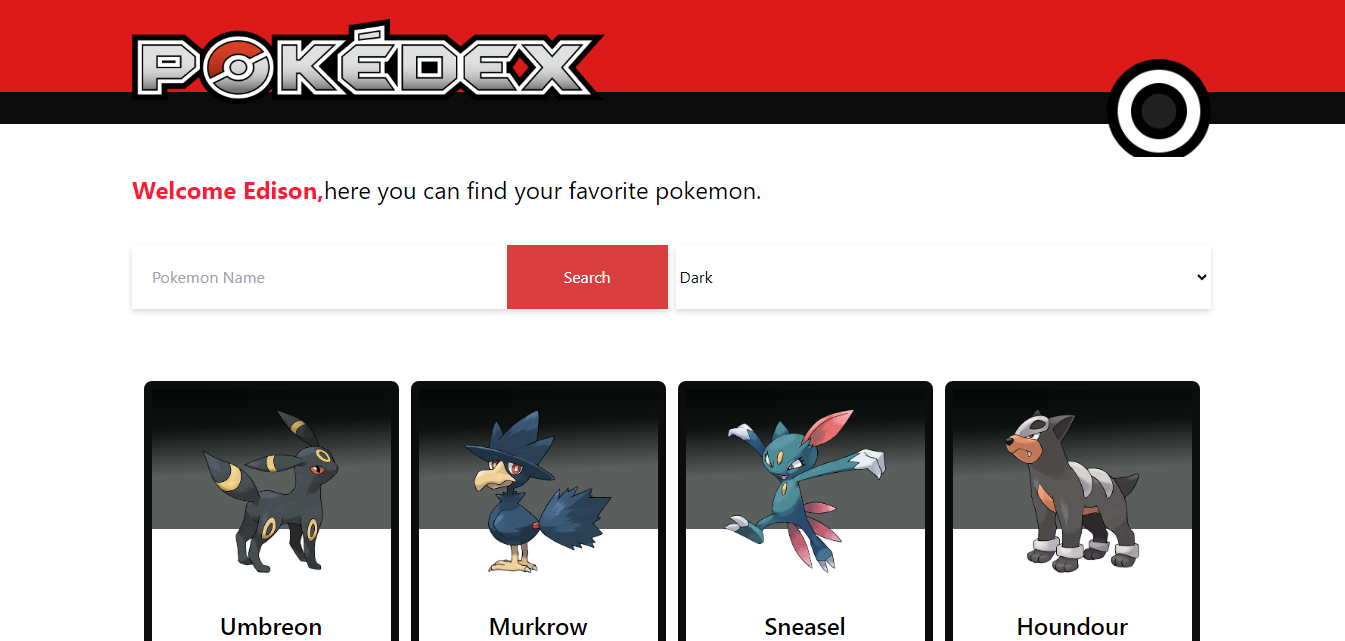 POKÉDEX
Welcome Edison,here you can find your favorite pokemon.
Pokemon Name
Search
Dark
Umbreon
Murkrow
Sneasel
Houndour